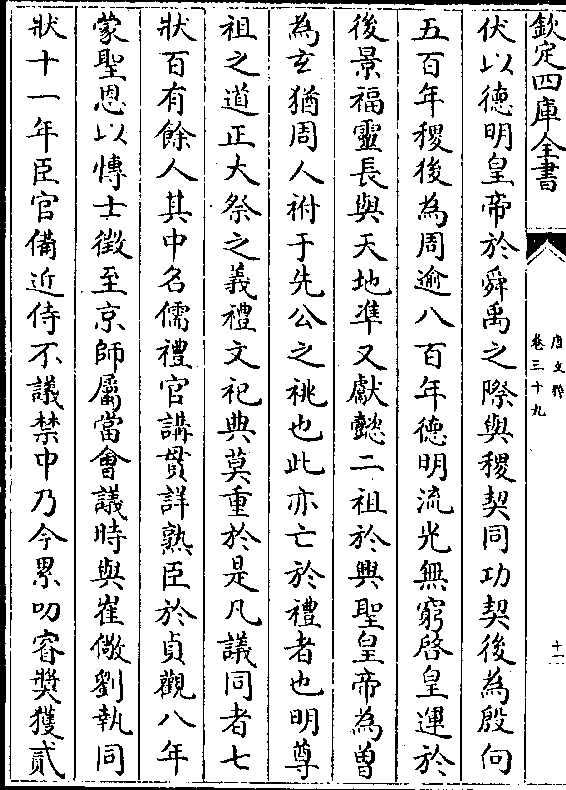 欽定四庫全書
唐文粹
卷三十九
十一
伏以德明皇帝於舜禹之際與稷契同功契後為殷向
五百年稷後為周逾八百年德明流光無窮啓皇運於
後景福靈長與天地準又獻懿二祖於興聖皇帝為曾
為玄猶周人祔于先公之祧也此亦亡於禮者也明尊
祖之道正大祭之義禮文祀典莫重於是凡議同者七
狀百有餘人其中名儒禮官講貫詳熟臣於貞觀八年
蒙聖恩以愽士徵至京師屬當會議時與崔儆劉執同
狀十一年臣官備近侍不議禁中乃今累叨睿奬獲貳